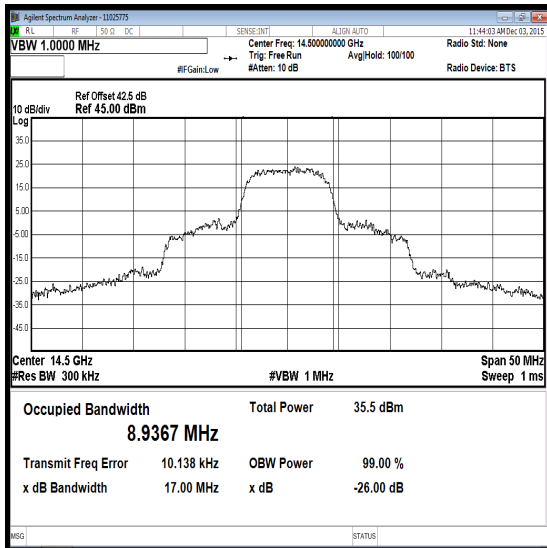 Agilent Spectrum Analyzer - 11025775
RL RF 50 Ω DC SENSE:INT ALIGN AUTO 11:44:03 AM Dec 03, 2015
VBW 1.0000 MHz Center Freq: 14.500000000 GHz Radio Std: None
Trig: Free Run Avg|Hold: 100/100
#IFGain:Low #Atten: 10 dB Radio Device: BTS
Ref Offset 42.5 dB
10 dB/div Ref 45.00 dBm
Log
35.0
25.0
15.0
5.00
-5.00
-15.0
-25.0
-35.0
-45.0
Center 14.5 GHz Span 50 MHz
#Res BW 300 kHz #VBW 1 MHz Sweep 1 ms
Occupied Bandwidth Total Power 35.5 dBm
8.9367 MHz
Transmit Freq Error 10.138 kHz OBW Power 99.00 %
x dB Bandwidth 17.00 MHz x dB -26.00 dB
MSG STATUS